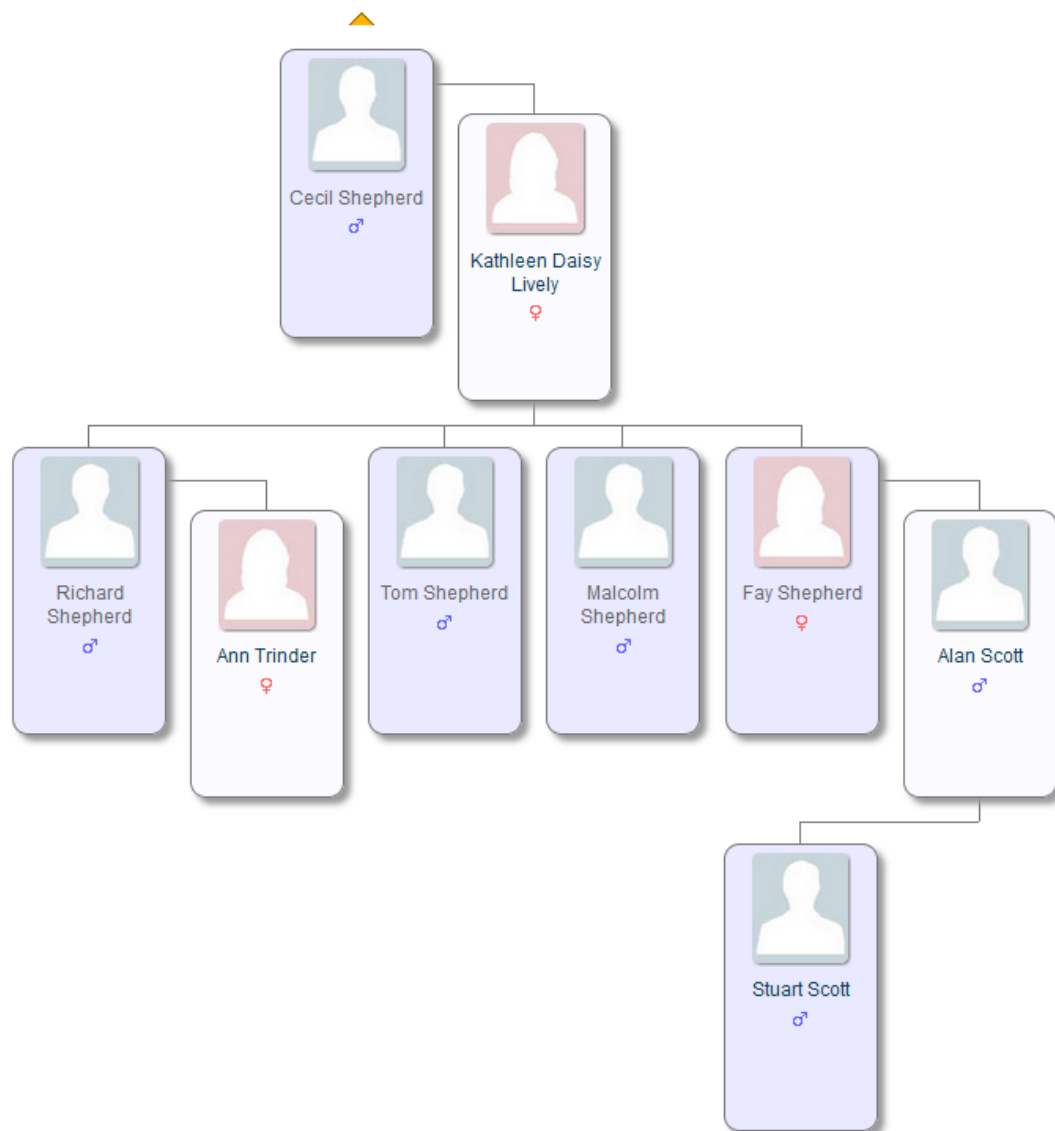 Cecil Shepherd
♂
Kathleen Daisy
Lively
♀
Richard
Shepherd
♂
Ann Trinder
♀
Tom Shepherd
♂
Malcolm
Shepherd
♂
Fay Shepherd
♀
Alan Scott
♂
Stuart Scott
♂